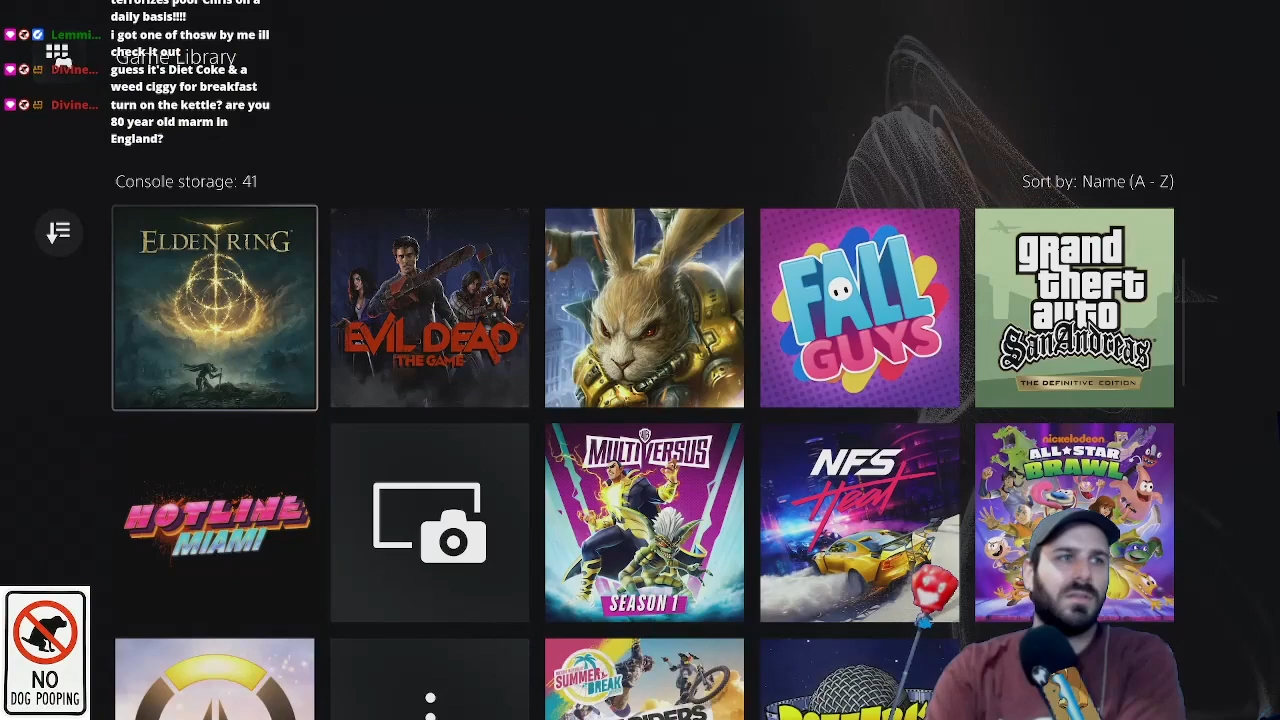 terrorizes poor Chris on a
daily basis!!!!
Lemmi... i got one of thosw by me ill
check it out
Game Library
Divine... guess it's Diet Coke & a
weed ciggy for breakfast
Divine... turn on the kettle? are you
80 year old marm in
England?
Console storage: 41
Sort by: Name (A - Z)
ELDEN RING
EVIL DEAD
THE GAME
FALL
GUYS
grand
theft
auto
San Andreas
THE DEFINITIVE EDITION
HOTLINE
MIAMI
MULTIVERSUS
SEASON 1
NFS
Heat
nickelodeon
ALL★STAR
BRAWL
SUMMER
BREAK
RIDERS
NO
DOG POOPING